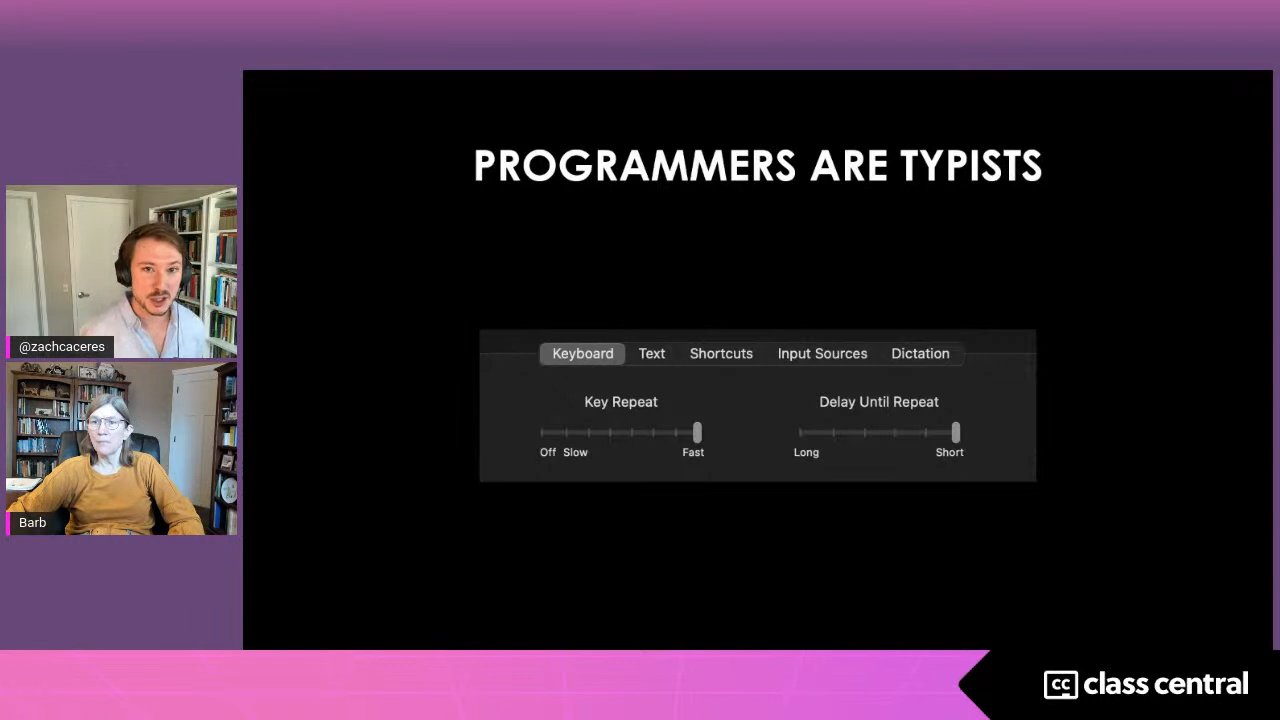 PROGRAMMERS ARE TYPISTS
Keyboard Text Shortcuts Input Sources Dictation
Key Repeat Delay Until Repeat
Off Slow Fast Long Short
@zachcaceres
Barb
cc class central